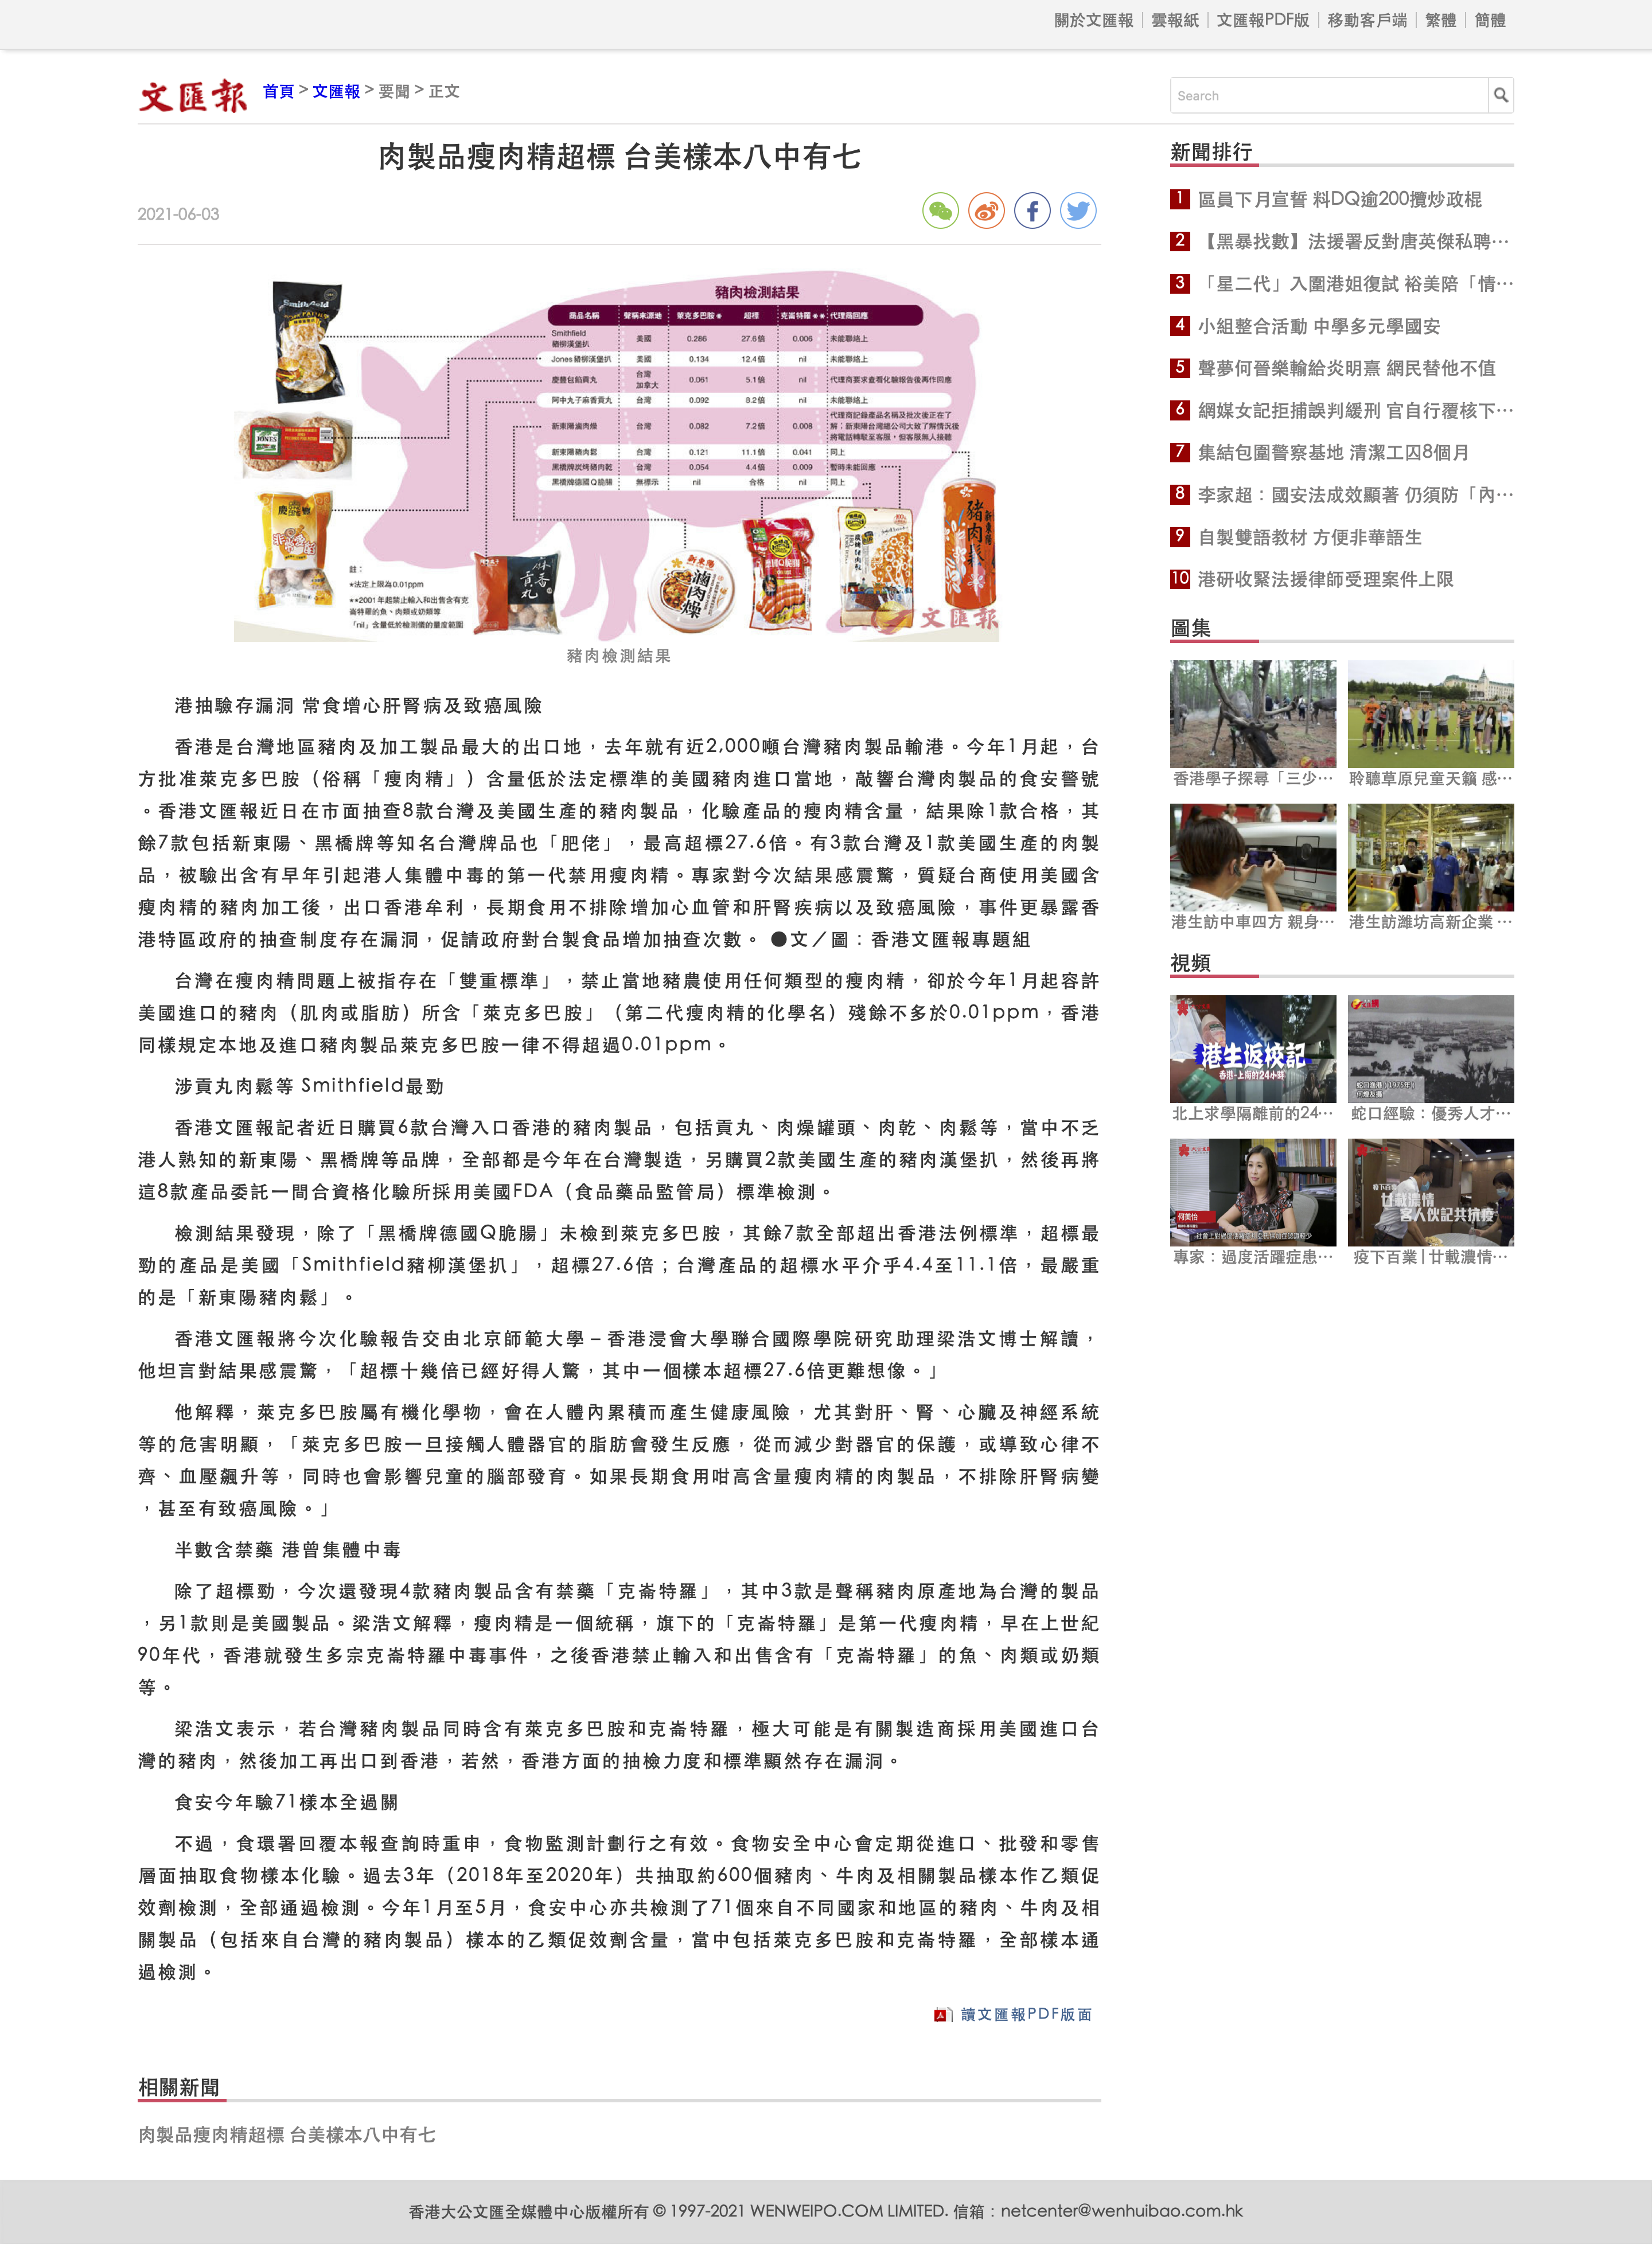 關於文匯報 | 雲報紙 | 文匯報PDF版 | 移動客戶端 | 繁體 | 簡體
文匯報 首頁 > 文匯報 > 要聞 > 正文
Search
肉製品瘦肉精超標 台美樣本八中有七
2021-06-03
豬肉檢測結果
商品名稱 聲稱來源地 萊克多巴胺* 超標 克崙特羅** 代理商回應
Smithfield
豬柳漢堡扒 美國 0.286 27.6倍 0.006 未能聯絡上
Jones豬柳漢堡扒 美國 0.134 12.4倍 nil 未能聯絡上
慶豐包餡貢丸 台灣 加拿大 0.061 5.1倍 nil 代理商要求查看化驗報告後再作回應
阿中丸子麻香貢丸 台灣 0.092 8.2倍 nil 未能聯絡上
新東陽滷肉燥 台灣 0.082 7.2倍 0.008 代理商記錄產品名稱及批次後正在了
解;新東陽台灣總公司大致了解情況後
將電話轉駁至客服,但客服無人接聽
新東陽豬肉鬆 台灣 0.121 11.1倍 0.041 同上
黑橋牌炭烤豬肉乾 台灣 0.054 4.4倍 0.009 暫時未能回應
黑橋牌德國Q脆腸 無標示 nil 合格 nil 同上
註:
*法定上限為0.01ppm
**2001年起禁止輸入和出售含有克
崙特羅的魚、肉類或奶類等
「nil」含量低於檢測儀的量度範圍
Smithfield
JONES
貢丸
新東陽
滷肉燥
新東陽
豬肉鬆
文匯報
豬肉檢測結果
港抽驗存漏洞 常食增心肝腎病及致癌風險
香港是台灣地區豬肉及加工製品最大的出口地,去年就有近2,000噸台灣豬肉製品輸港。今年1月起,台
方批准萊克多巴胺(俗稱「瘦肉精」)含量低於法定標準的美國豬肉進口當地,敲響台灣肉製品的食安警號
。香港文匯報近日在市面抽查8款台灣及美國生產的豬肉製品,化驗產品的瘦肉精含量,結果除1款合格,其
餘7款包括新東陽、黑橋牌等知名台灣牌品也「肥佬」,最高超標27.6倍。有3款台灣及1款美國生產的肉製
品,被驗出含有早年引起港人集體中毒的第一代禁用瘦肉精。專家對今次結果感震驚,質疑台商使用美國含
瘦肉精的豬肉加工後,出口香港牟利,長期食用不排除增加心血管和肝腎疾病以及致癌風險,事件更暴露香
港特區政府的抽查制度存在漏洞,促請政府對台製食品增加抽查次數。 ●文/圖:香港文匯報專題組
台灣在瘦肉精問題上被指存在「雙重標準」,禁止當地豬農使用任何類型的瘦肉精,卻於今年1月起容許
美國進口的豬肉(肌肉或脂肪)所含「萊克多巴胺」(第二代瘦肉精的化學名)殘餘不多於0.01ppm,香港
同樣規定本地及進口豬肉製品萊克多巴胺一律不得超過0.01ppm。
涉貢丸肉鬆等 Smithfield最勁
香港文匯報記者近日購買6款台灣入口香港的豬肉製品,包括貢丸、肉燥罐頭、肉乾、肉鬆等,當中不乏
港人熟知的新東陽、黑橋牌等品牌,全部都是今年在台灣製造,另購買2款美國生產的豬肉漢堡扒,然後再將
這8款產品委託一間合資格化驗所採用美國FDA(食品藥品監管局)標準檢測。
檢測結果發現,除了「黑橋牌德國Q脆腸」未檢到萊克多巴胺,其餘7款全部超出香港法例標準,超標最
勁的產品是美國「Smithfield豬柳漢堡扒」,超標27.6倍;台灣產品的超標水平介乎4.4至11.1倍,最嚴重
的是「新東陽豬肉鬆」。
香港文匯報將今次化驗報告交由北京師範大學-香港浸會大學聯合國際學院研究助理梁浩文博士解讀,
他坦言對結果感震驚,「超標十幾倍已經好得人驚,其中一個樣本超標27.6倍更難想像。」
他解釋,萊克多巴胺屬有機化學物,會在人體內累積而產生健康風險,尤其對肝、腎、心臟及神經系統
等的危害明顯,「萊克多巴胺一旦接觸人體器官的脂肪會發生反應,從而減少對器官的保護,或導致心律不
齊、血壓飆升等,同時也會影響兒童的腦部發育。如果長期食用咁高含量瘦肉精的肉製品,不排除肝腎病變
,甚至有致癌風險。」
半數含禁藥 港曾集體中毒
除了超標勁,今次還發現4款豬肉製品含有禁藥「克崙特羅」,其中3款是聲稱豬肉原產地為台灣的製品
,另1款則是美國製品。梁浩文解釋,瘦肉精是一個統稱,旗下的「克崙特羅」是第一代瘦肉精,早在上世紀
90年代,香港就發生多宗克崙特羅中毒事件,之後香港禁止輸入和出售含有「克崙特羅」的魚、肉類或奶類
等。
梁浩文表示,若台灣豬肉製品同時含有萊克多巴胺和克崙特羅,極大可能是有關製造商採用美國進口台
灣的豬肉,然後加工再出口到香港,若然,香港方面的抽檢力度和標準顯然存在漏洞。
食安今年驗71樣本全過關
不過,食環署回覆本報查詢時重申,食物監測計劃行之有效。食物安全中心會定期從進口、批發和零售
層面抽取食物樣本化驗。過去3年(2018年至2020年)共抽取約600個豬肉、牛肉及相關製品樣本作乙類促
效劑檢測,全部通過檢測。今年1月至5月,食安中心亦共檢測了71個來自不同國家和地區的豬肉、牛肉及相
關製品(包括來自台灣的豬肉製品)樣本的乙類促效劑含量,當中包括萊克多巴胺和克崙特羅,全部樣本通
過檢測。
讀文匯報PDF版面
相關新聞
肉製品瘦肉精超標 台美樣本八中有七
新聞排行
1 區員下月宣誓 料DQ逾200攬炒政棍
2 【黑暴找數】法援署反對唐英傑私聘…
3 「星二代」入圍港姐復試 裕美陪「情…
4 小組整合活動 中學多元學國安
5 聲夢何晉樂輸給炎明熹 網民替他不值
6 網媒女記拒捕誤判緩刑 官自行覆核下…
7 集結包圍警察基地 清潔工囚8個月
8 李家超:國安法成效顯著 仍須防「內…
9 自製雙語教材 方便非華語生
10 港研收緊法援律師受理案件上限
圖集
香港學子探尋「三少…
聆聽草原兒童天籟 感…
港生訪中車四方 親身…
港生訪濰坊高新企業 …
視頻
港生返校記
香港-上海的24小時
蛇口漁港(1975年)
何煌友攝
北上求學隔離前的24…
蛇口經驗:優秀人才…
何美怡
疫下百業
廿載濃情
客人伙記共抗疫
專家:過度活躍症患…
疫下百業|廿載濃情…
香港大公文匯全媒體中心版權所有 © 1997-2021 WENWEIPO.COM LIMITED. 信箱:netcenter@wenhuibao.com.hk